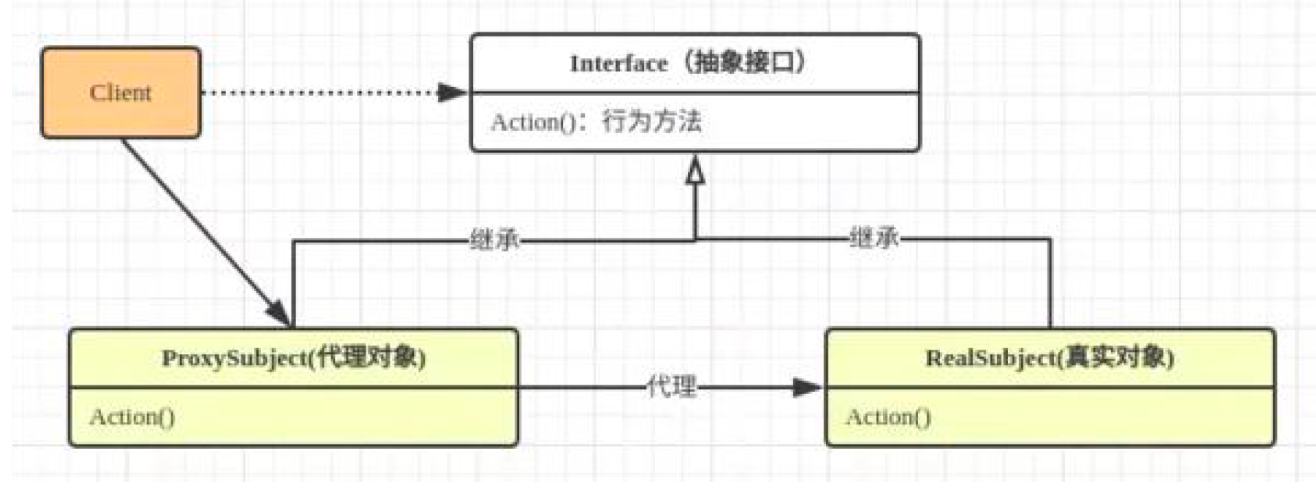 Client
Interface（抽象接口）
Action()：行为方法
继承
继承
ProxySubject(代理对象)
Action()
代理
RealSubject(真实对象)
Action()